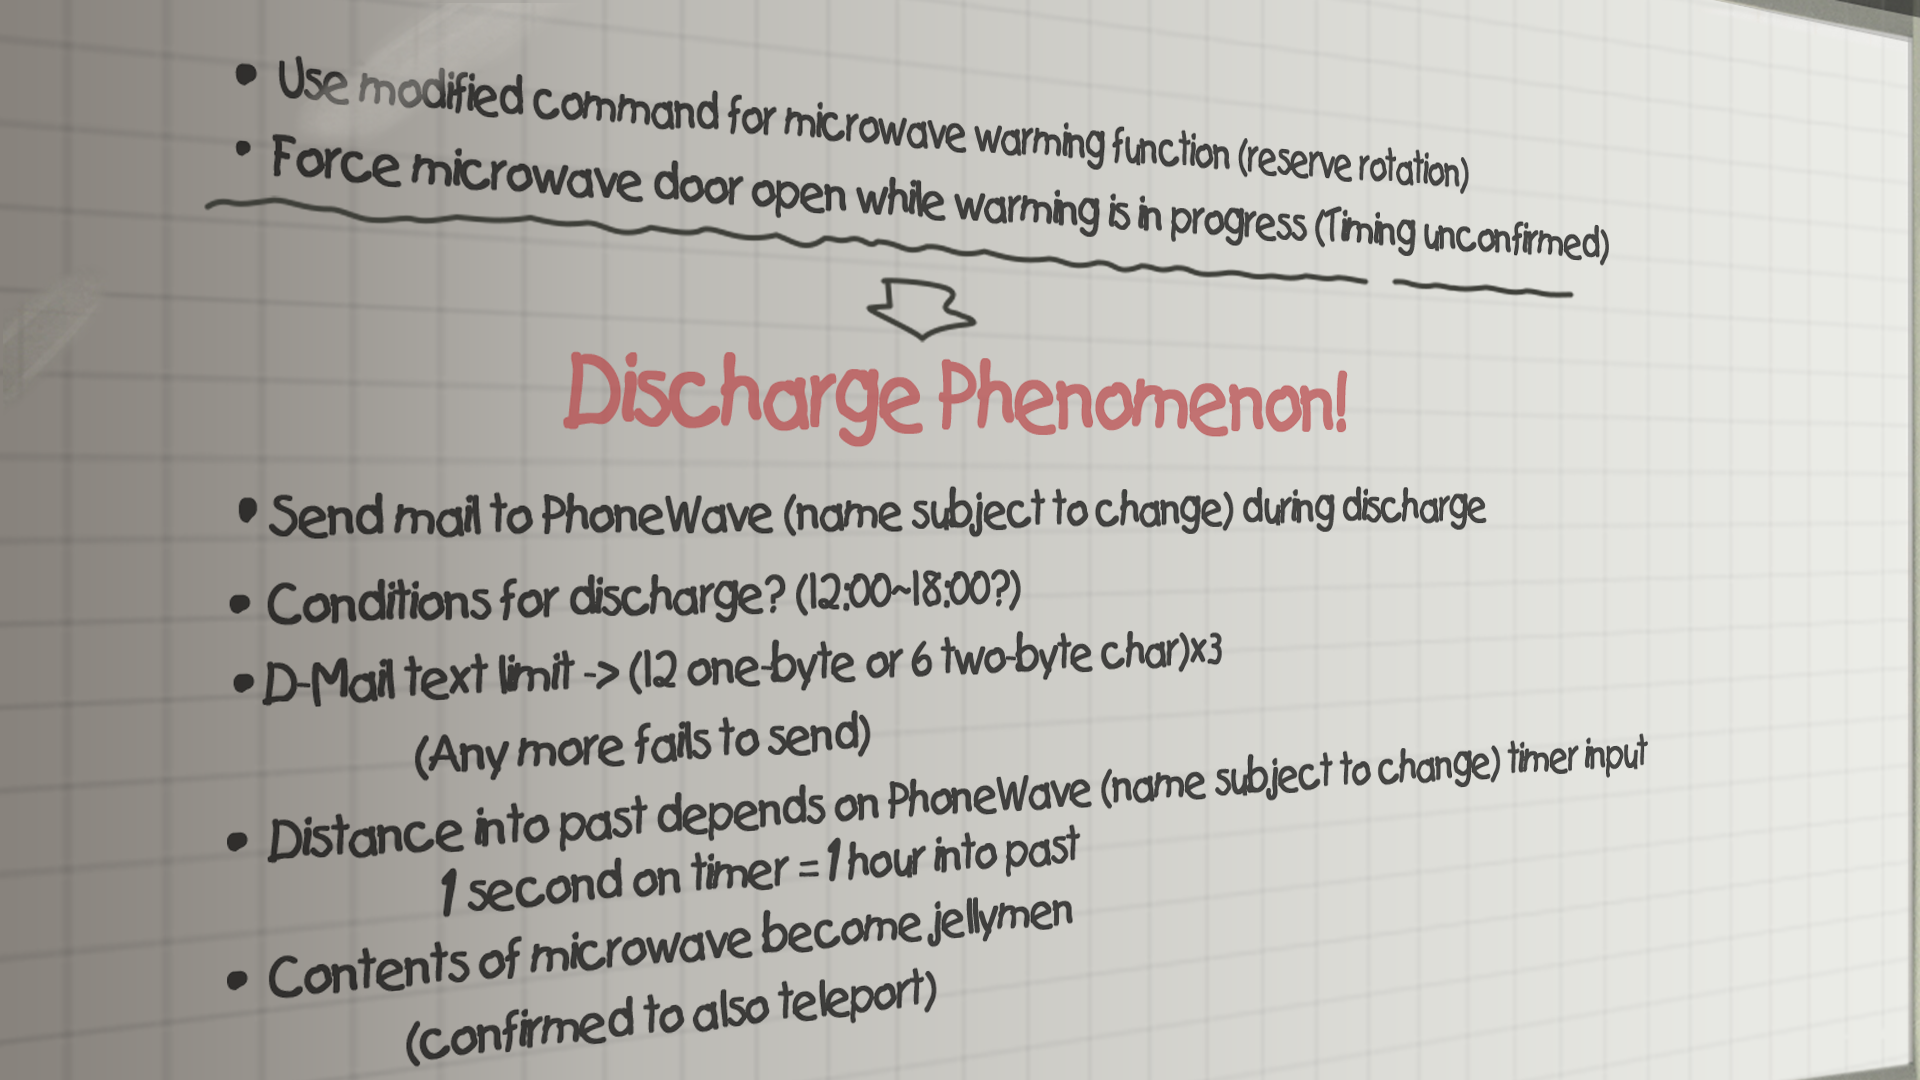 • Use modified command for microwave warming function (reserve rotation)
• Force microwave door open while warming is in progress (Timing unconfirmed)
Discharge Phenomenon!
• Send mail to PhoneWave (name subject to change) during discharge
• Conditions for discharge? (12:00~18:00?)
• D-Mail text limit -> (12 one-byte or 6 two-byte char)x3
(Any more fails to send)
• Distance into past depends on PhoneWave (name subject to change) timer input
1 second on timer = 1 hour into past
• Contents of microwave become jellymen
(confirmed to also teleport)